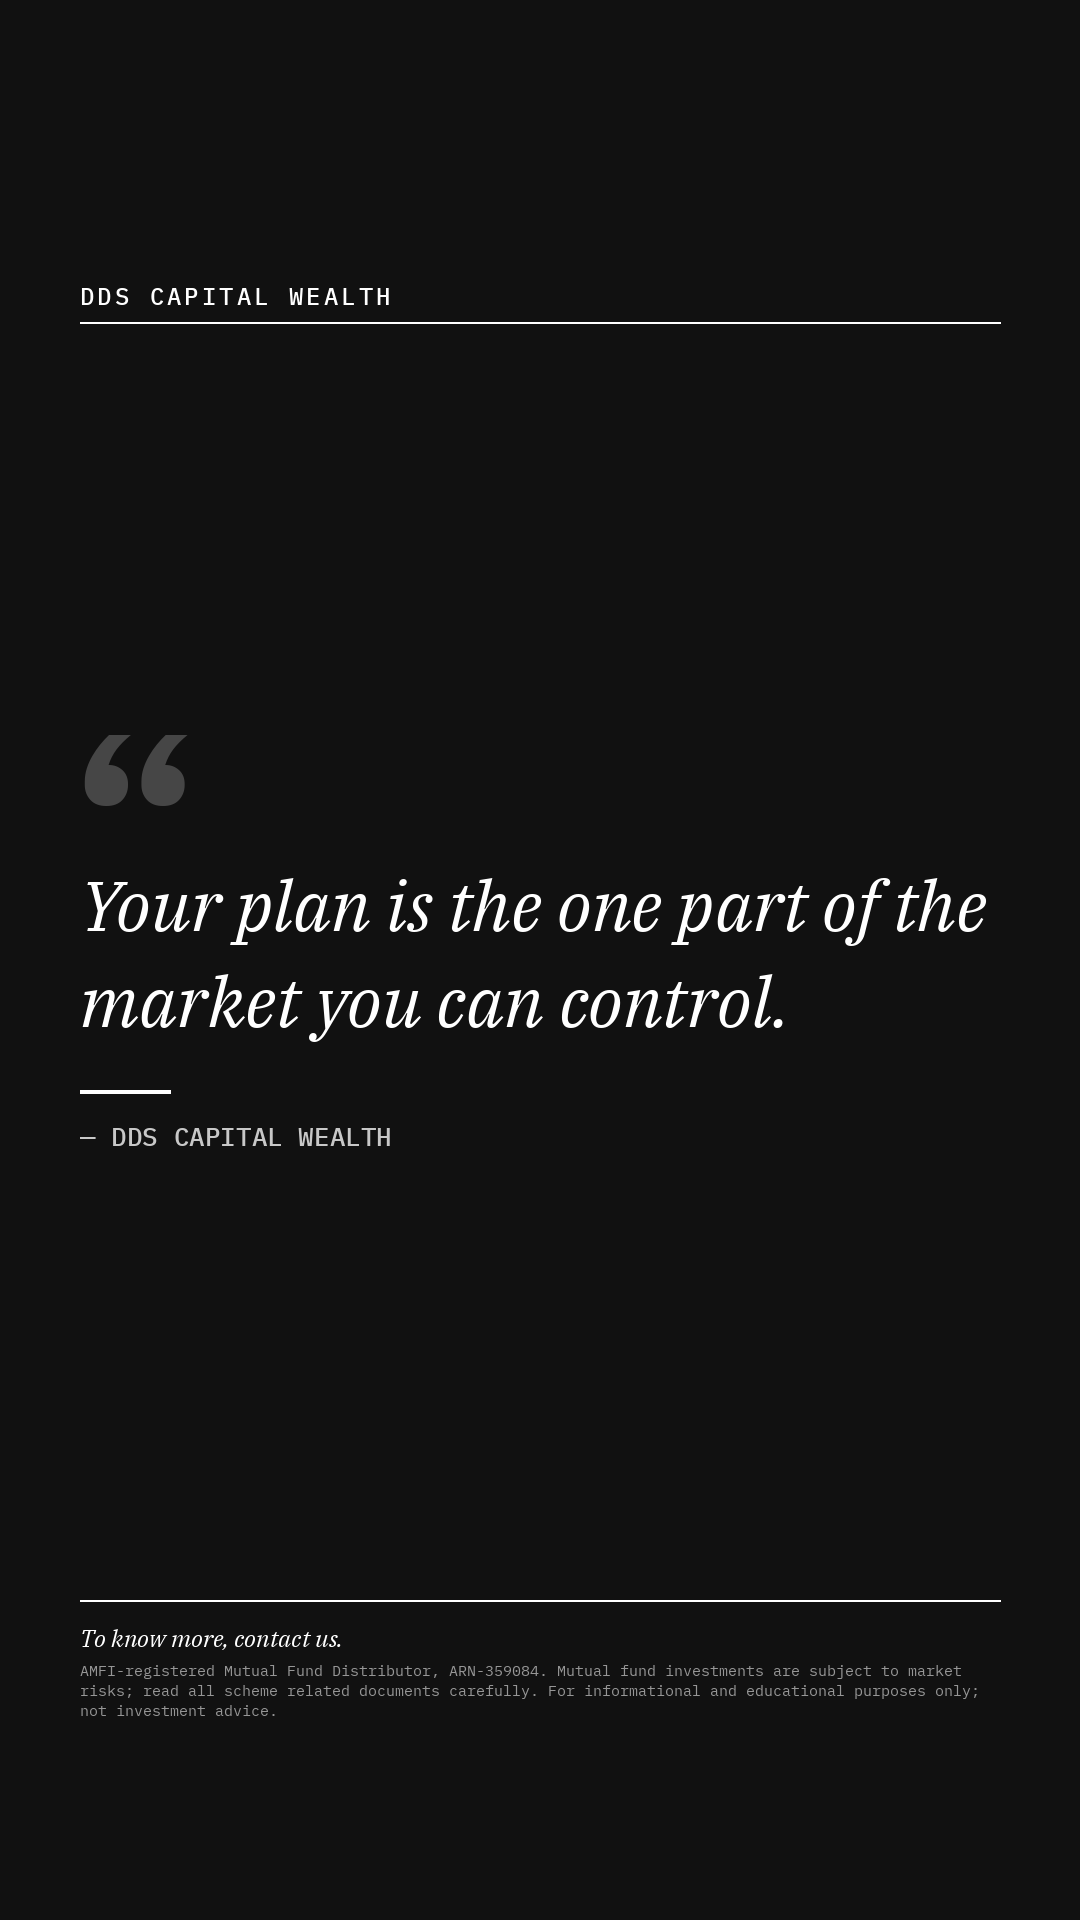 DDS CAPITAL WEALTH
“
Your plan is the one part of the
market you can control.
— DDS CAPITAL WEALTH
To know more, contact us.
AMFI-registered Mutual Fund Distributor, ARN-359084. Mutual fund investments are subject to market
risks; read all scheme related documents carefully. For informational and educational purposes only;
not investment advice.